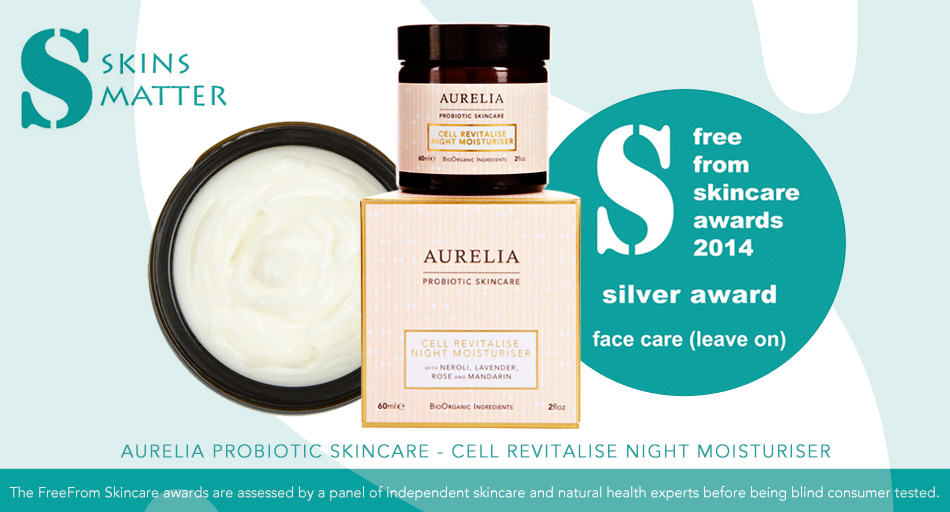 S SKINS
MATTER
AURELIA
PROBIOTIC SKINCARE
CELL REVITALISE
NIGHT MOISTURISER
60ml℮ BIOORGANIC INGREDIENTS 2floz
AURELIA
PROBIOTIC SKINCARE
CELL REVITALISE
NIGHT MOISTURISER
WITH NEROLI, LAVENDER,
ROSE AND MANDARIN
60ml℮ BIOORGANIC INGREDIENTS 2floz
S free
from
skincare
awards
2014
silver award
face care (leave on)
AURELIA PROBIOTIC SKINCARE - CELL REVITALISE NIGHT MOISTURISER
The FreeFrom Skincare awards are assessed by a panel of independent skincare and natural health experts before being blind consumer tested.